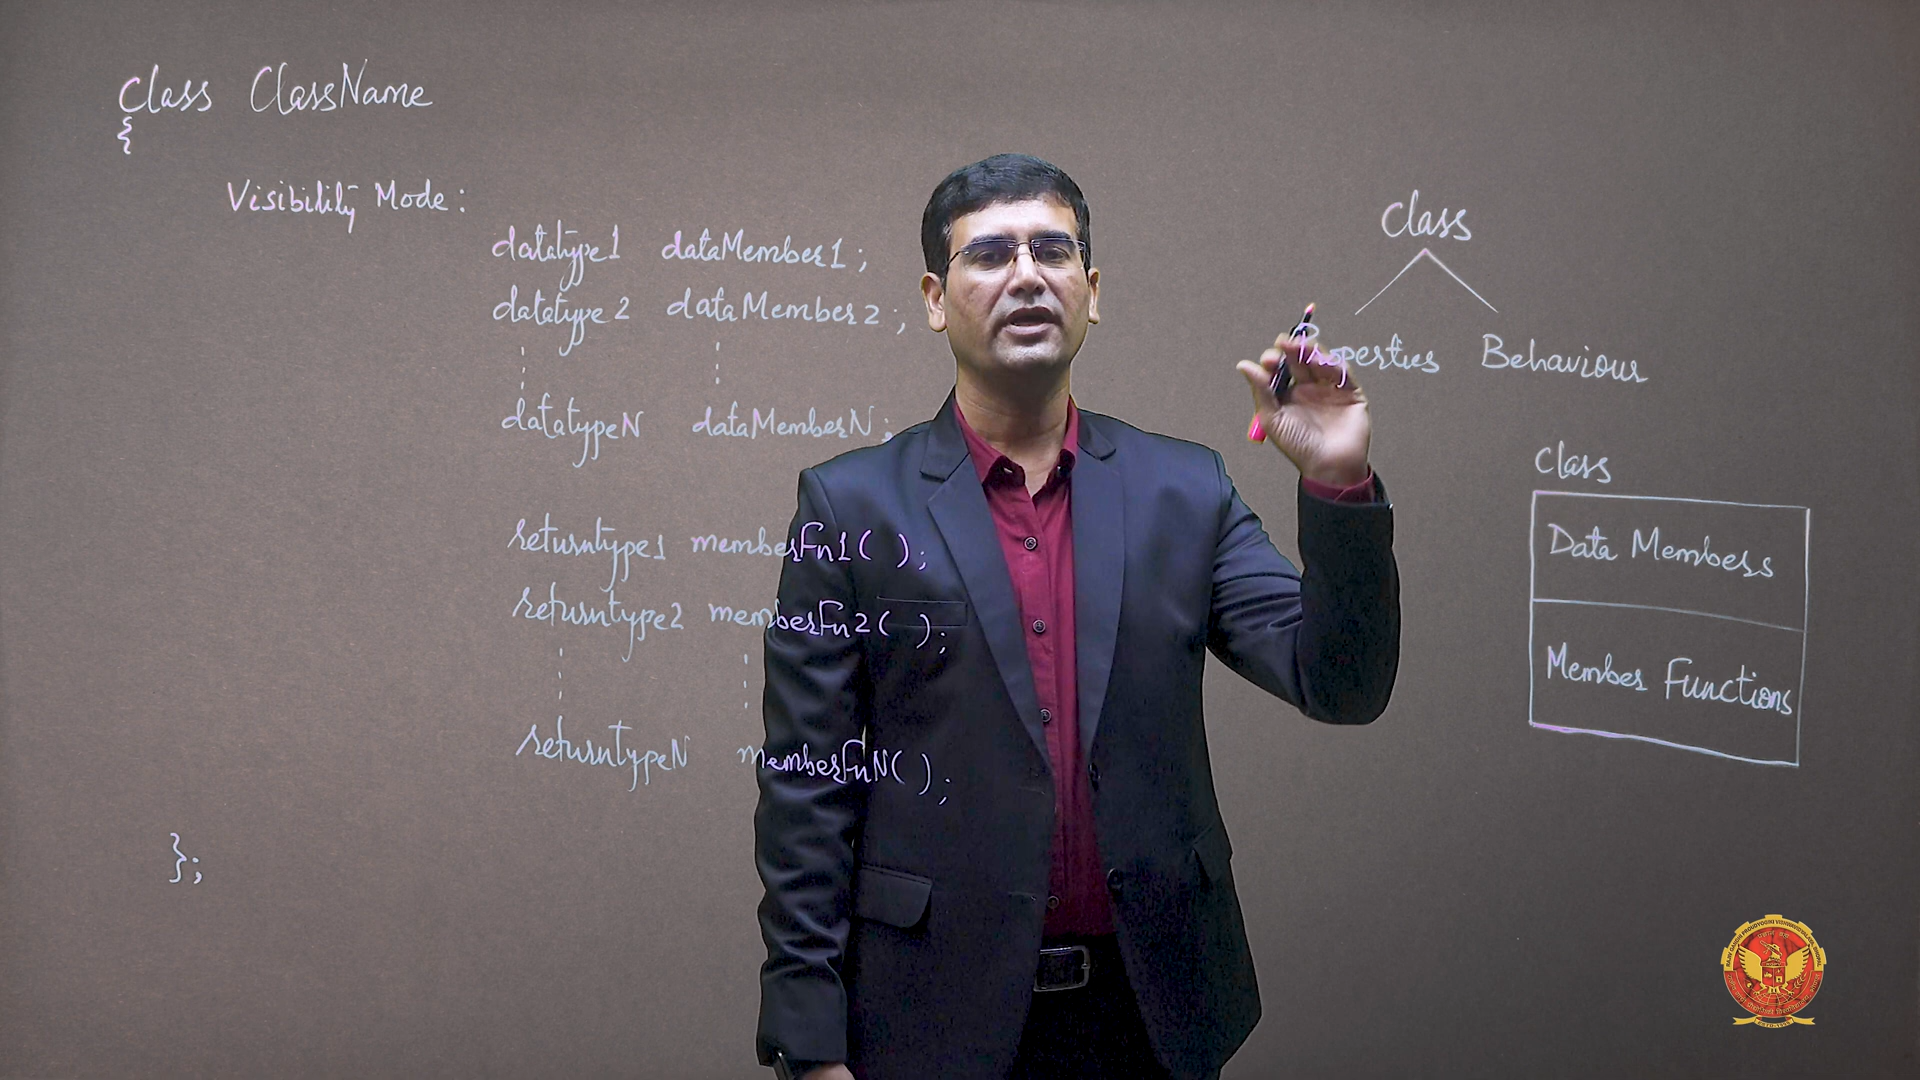 Class ClassName
{
Visibility Mode :
datatype1 dataMember1 ;
datatype2 dataMember2 ;
datatypeN dataMemberN ;
returntype1 memberFn1( );
returntype2 memberFn2( );
returntypeN memberFnN( );
};
Class
Properties Behaviour
Class
Data Members
Member Functions